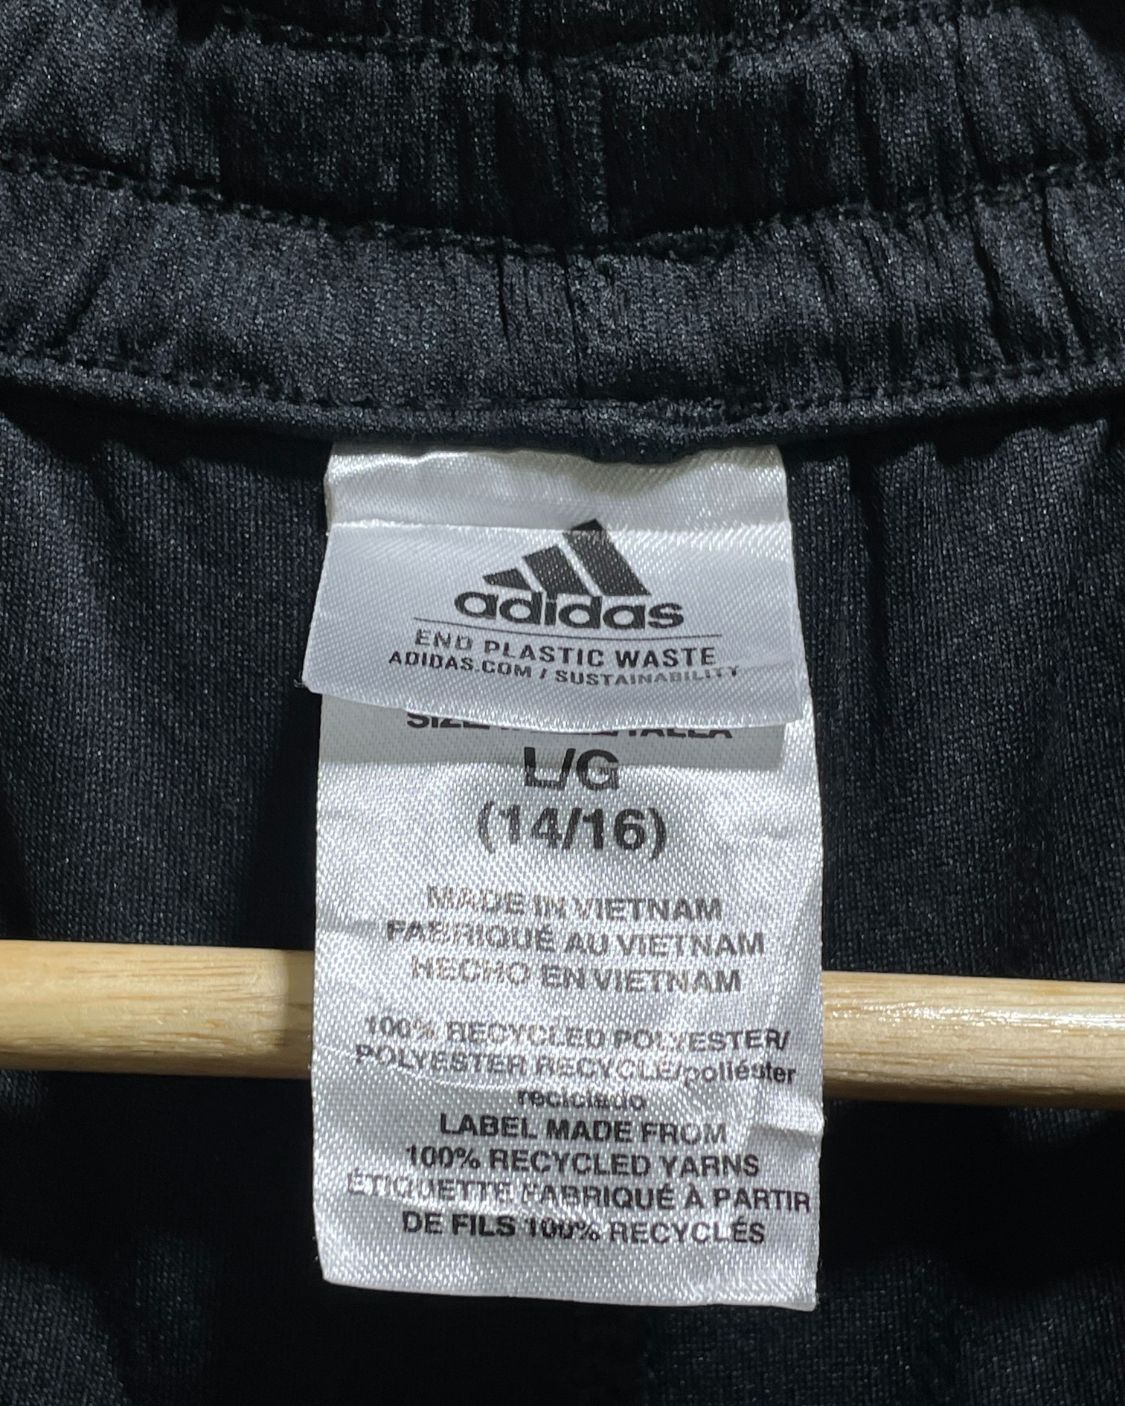 adidas
END PLASTIC WASTE
ADIDAS.COM / SUSTAINABILITY
L/G
(14/16)
MADE IN VIETNAM
FABRIQUÉ AU VIETNAM
HECHO EN VIETNAM
100% RECYCLED POLYESTER/
POLYESTER RECYCLE/poliéster
reciclado
LABEL MADE FROM
100% RECYCLED YARNS
ÉTIQUETTE FABRIQUÉ À PARTIR
DE FILS 100% RECYCLÉS